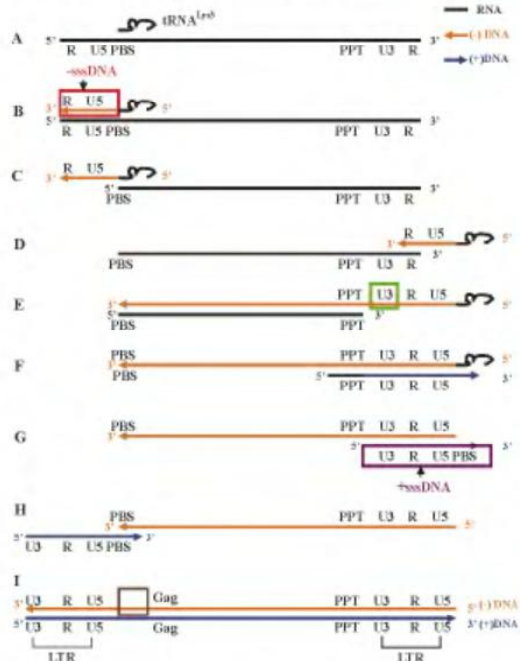 tRNA^Lys3
RNA
(-) DNA
(+)DNA
A 5' R U5 PBS PPT U3 R 3'
-sssDNA
B 3' R U5 5'
5' R U5 PBS PPT U3 R 3'
C 3' R U5 5'
5' PBS PPT U3 R 3'
D 3' R U5 5'
PBS PPT U3 R 3'
E 3' PPT U3 R U5 5'
5' PBS PPT 3'
F PBS PPT U3 R U5
3' 5'
PBS 5' PPT U3 R U5 3'
G PBS PPT U3 R U5
3' 5' 3'
U3 R U5 PBS
+sssDNA
H PBS PPT U3 R U5
3' 5'
5' 3'
U3 R U5 PBS
I
3' U3 R U5 Gag PPT U3 R U5 5' (-) DNA
5' U3 R U5 Gag PPT U3 R U5 3' (+)DNA
LTR LTR